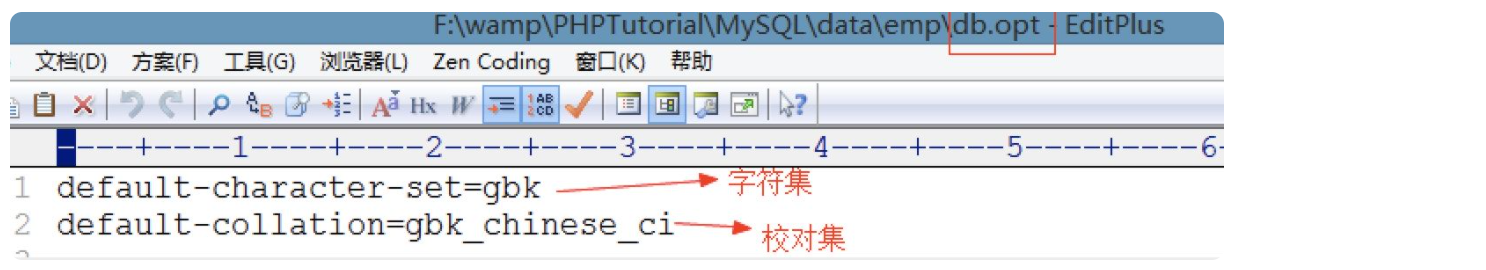 F:\wamp\PHPTutorial\MySQL\data\emp\db.opt - EditPlus
文档(D) 方案(F) 工具(G) 浏览器(L) Zen Coding 窗口(K) 帮助
----+----1----+----2----+----3----+----4----+----5----+----6-
1 default-character-set=gbk 字符集
2 default-collation=gbk_chinese_ci 校对集